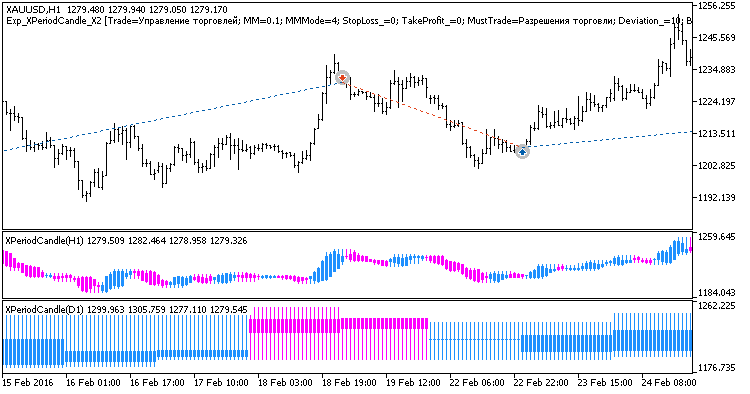 XAUUSD,H1 1279.480 1279.940 1279.050 1279.170
Exp_XPeriodCandle_X2 [Trade=Управление торговлей; MM=0.1; MMMode=4; StopLoss_=0; TakeProfit_=0; MustTrade=Разрешения торговли; Deviation_=10; B
1256.255
1245.569
1234.883
1224.197
1213.511
1202.825
1192.139
XPeriodCandle(H1) 1279.509 1282.464 1278.958 1279.326
1259.645
1184.043
XPeriodCandle(D1) 1299.963 1305.759 1277.110 1279.545
1262.225
1176.735
15 Feb 2016 16 Feb 01:00 16 Feb 17:00 17 Feb 10:00 18 Feb 03:00 18 Feb 19:00 19 Feb 12:00 22 Feb 06:00 22 Feb 22:00 23 Feb 15:00 24 Feb 08:00